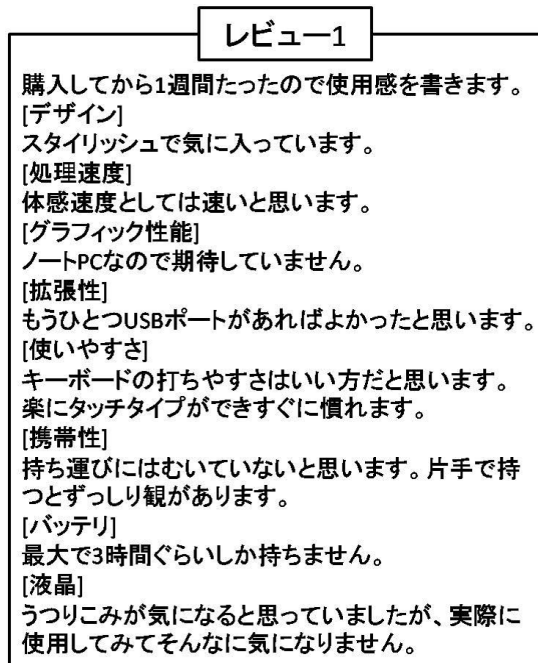 レビュー1
購入してから1週間たったので使用感を書きます。
[デザイン]
スタイリッシュで気に入っています。
[処理速度]
体感速度としては速いと思います。
[グラフィック性能]
ノートPCなので期待していません。
[拡張性]
もうひとつUSBポートがあればよかったと思います。
[使いやすさ]
キーボードの打ちやすさはいい方だと思います。
楽にタッチタイプができすぐに慣れます。
[携帯性]
持ち運びにはむいていないと思います。片手で持
つとずっしり観があります。
[バッテリ]
最大で3時間ぐらいしか持ちません。
[液晶]
うつりこみが気になると思っていましたが、実際に
使用してみてそんなに気になりません。